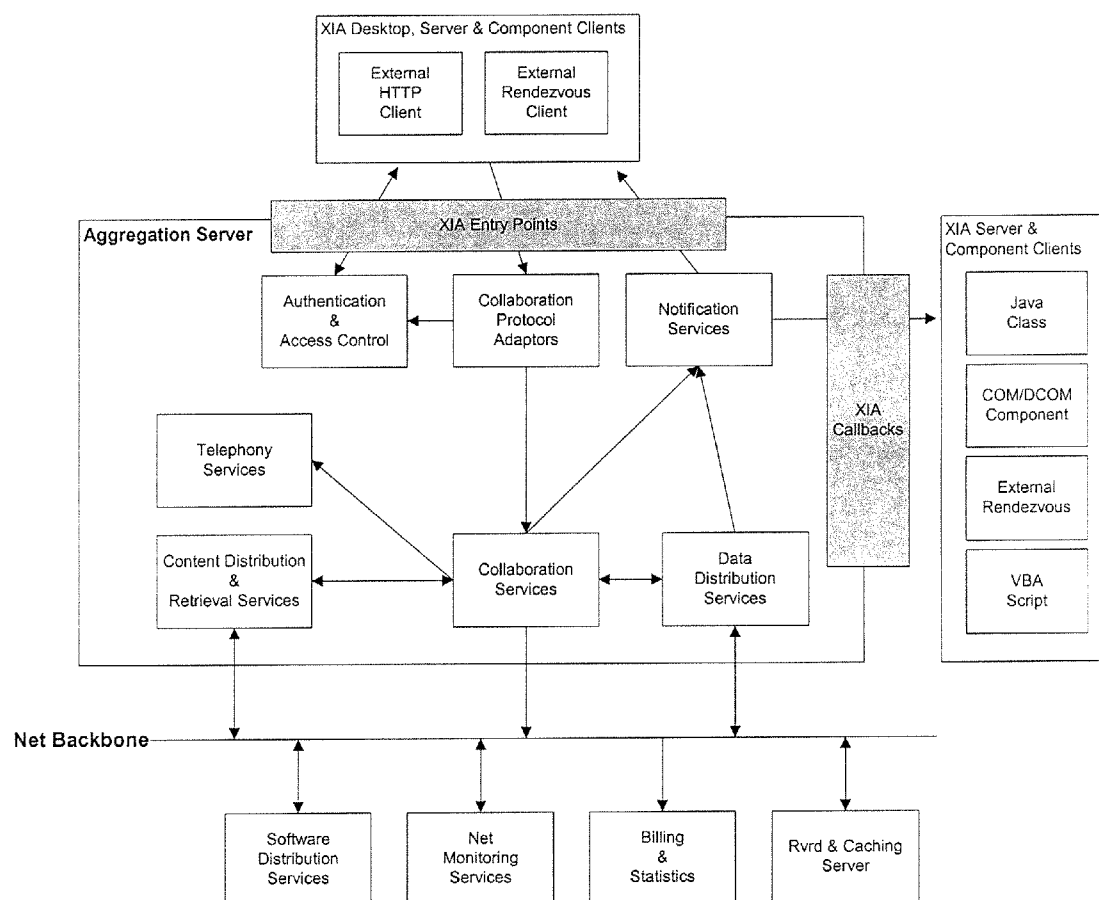 XIA Desktop, Server & Component Clients
External
HTTP
Client
External
Rendezvous
Client
XIA Entry Points
Aggregation Server
XIA Server &
Component Clients
Authentication
&
Access Control
Collaboration
Protocol
Adaptors
Notification
Services
Java
Class
COM/DCOM
Component
XIA
Callbacks
External
Rendezvous
VBA
Script
Telephony
Services
Content Distribution
&
Retrieval Services
Collaboration
Services
Data
Distribution
Services
Net Backbone
Software
Distribution
Services
Net
Monitoring
Services
Billing
&
Statistics
Rvrd & Caching
Server